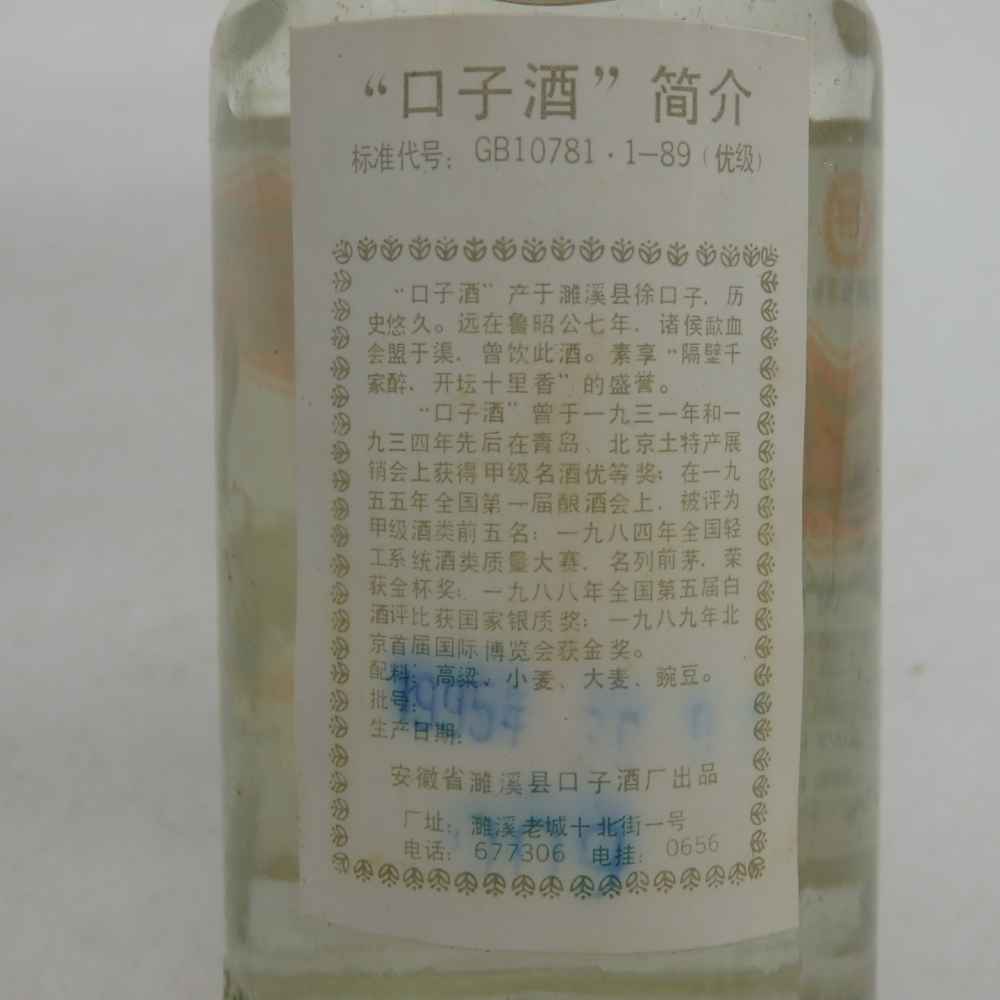 “口子酒”简介
标准代号：GB10781·1—89（优级）
“口子酒”产于濉溪县徐口子，历
史悠久。远在鲁昭公七年，诸侯歃血
会盟于渠，曾饮此酒。素享“隔壁千
家醉，开坛十里香”的盛誉。
“口子酒”曾于一九三一年和一
九三四年先后在青岛、北京土特产展
销会上获得甲级名酒优等奖；在一九
五五年全国第一届酿酒会上，被评为
甲级酒类前五名；一九八四年全国轻
工系统酒类质量大赛，名列前茅，荣
获金杯奖；一九八八年全国第五届白
酒评比获国家银质奖；一九八九年北
京首届国际博览会获金奖。
配料：高粱、小麦、大麦、豌豆。
批号：
生产日期：
安徽省濉溪县口子酒厂出品
厂址：濉溪老城十北街一号
电话：677306 电挂：0656